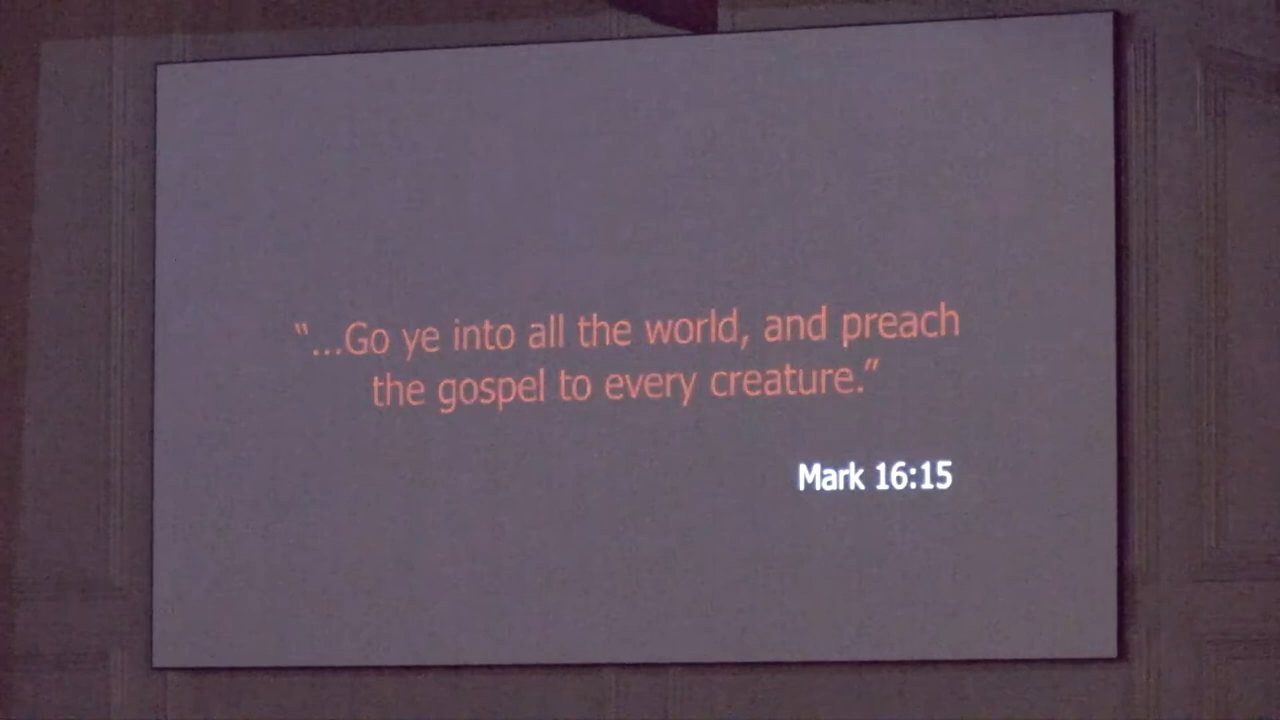 “...Go ye into all the world, and preach
the gospel to every creature.”
Mark 16:15